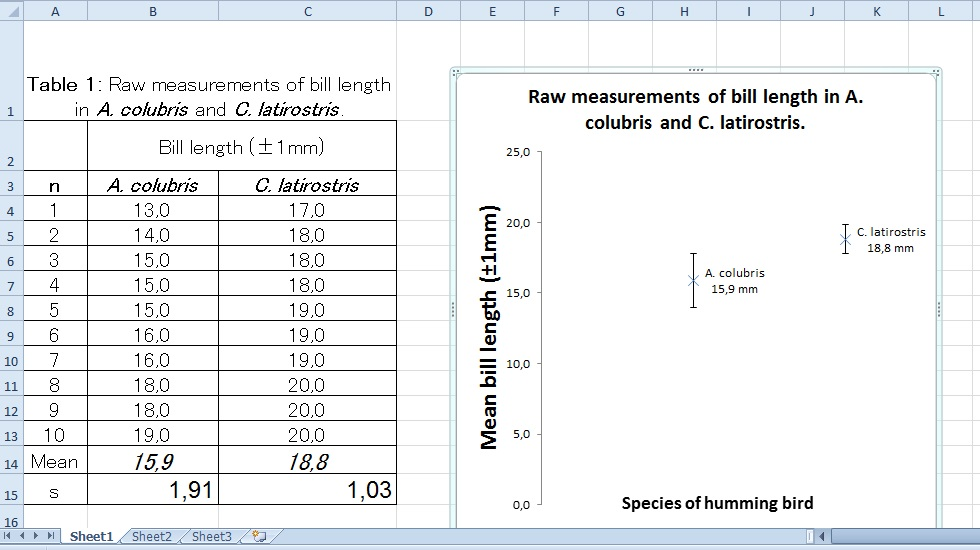 A B C D E F G H I J K L
Table 1: Raw measurements of bill length
1 in A. colubris and C. latirostris.
2 Bill length (±1mm)
3 n A. colubris C. latirostris
4 1 13,0 17,0
5 2 14,0 18,0
6 3 15,0 18,0
7 4 15,0 18,0
8 5 15,0 19,0
9 6 16,0 19,0
10 7 16,0 19,0
11 8 18,0 20,0
12 9 18,0 20,0
13 10 19,0 20,0
14 Mean 15,9 18,8
15 s 1,91 1,03
16
Raw measurements of bill length in A.
colubris and C. latirostris.
Mean bill length (±1mm)
25,0
20,0
15,0
10,0
5,0
0,0
C. latirostris
18,8 mm
A. colubris
15,9 mm
Species of humming bird
Sheet1 Sheet2 Sheet3